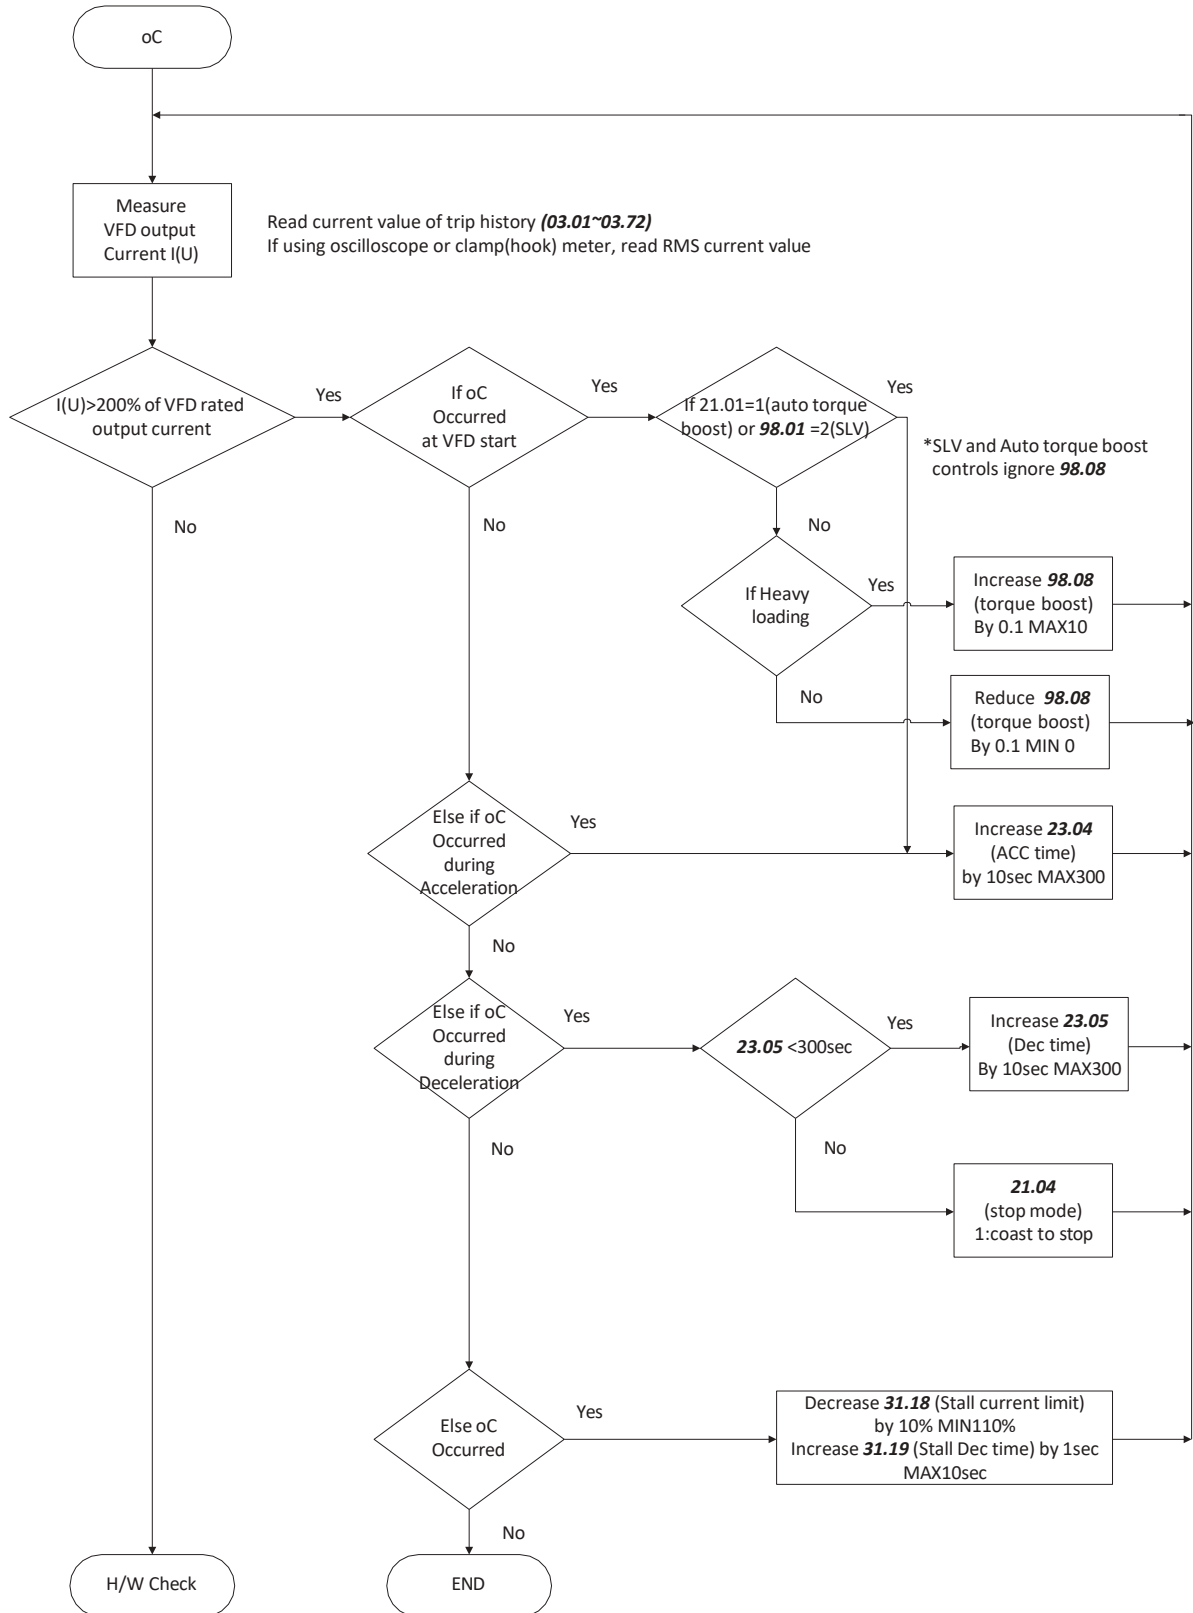 oC
Measure
VFD output
Current I(U)
Read current value of trip history (03.01~03.72)
If using oscilloscope or clamp(hook) meter, read RMS current value
I(U)>200% of VFD rated
output current
Yes
No
If oC
Occurred
at VFD start
Yes
No
If 21.01=1(auto torque
boost) or 98.01 =2(SLV)
Yes
No
*SLV and Auto torque boost
controls ignore 98.08
If Heavy
loading
Yes
No
Increase 98.08
(torque boost)
By 0.1 MAX10
Reduce 98.08
(torque boost)
By 0.1 MIN 0
Else if oC
Occurred
during
Acceleration
Yes
No
Increase 23.04
(ACC time)
by 10sec MAX300
Else if oC
Occurred
during
Deceleration
Yes
No
23.05 <300sec
Yes
No
Increase 23.05
(Dec time)
By 10sec MAX300
21.04
(stop mode)
1:coast to stop
Else oC
Occurred
Yes
No
Decrease 31.18 (Stall current limit)
by 10% MIN110%
Increase 31.19 (Stall Dec time) by 1sec
MAX10sec
H/W Check
END